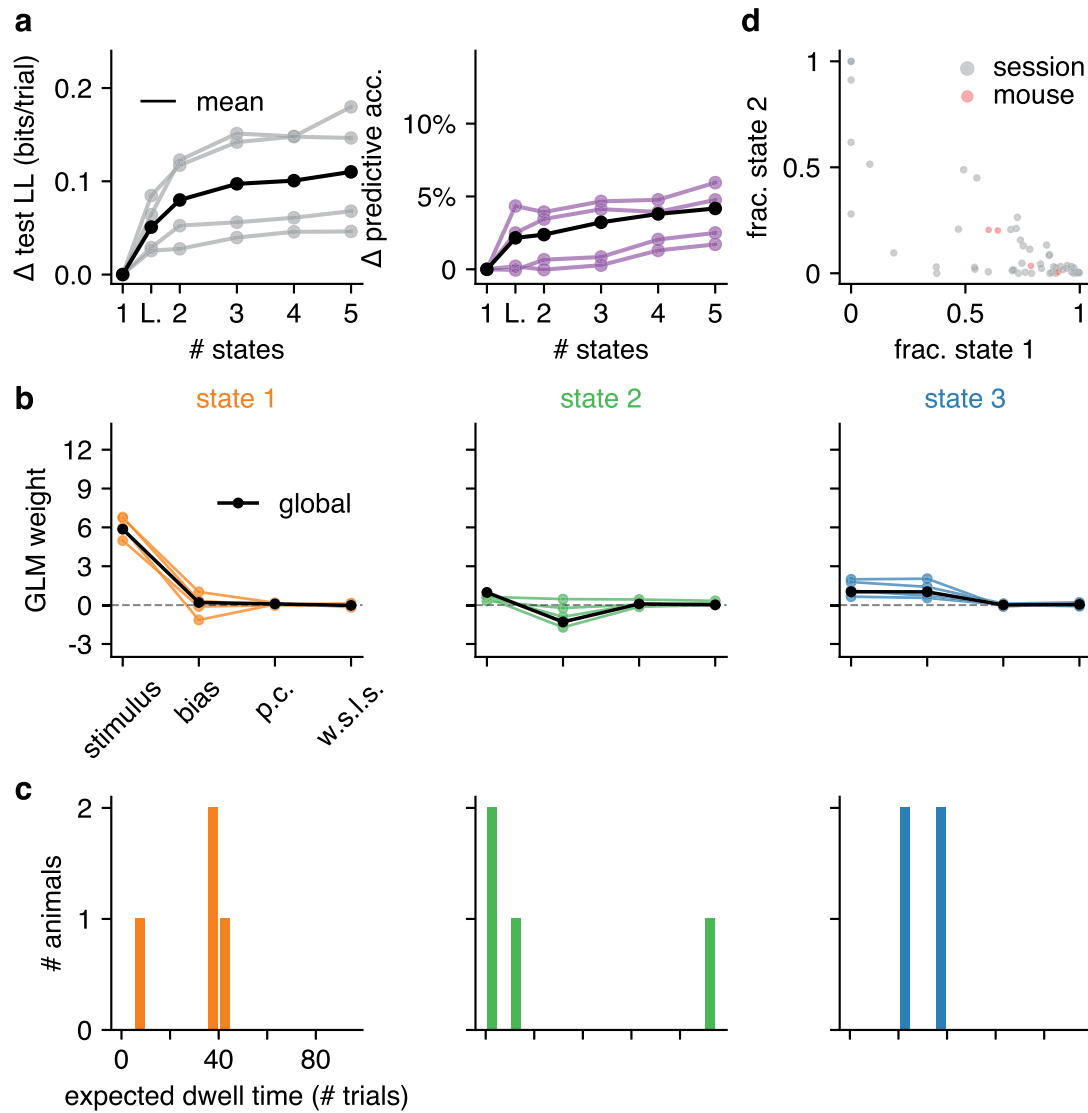 a
Δ test LL (bits/trial)
0.2
0.1
0.0
mean
1 L. 2 3 4 5
# states
Δ predictive acc.
10%
5%
0
1 L. 2 3 4 5
# states
d
frac. state 2
1
0.5
0
session
mouse
0 0.5 1
frac. state 1
b
state 1
state 2
state 3
GLM weight
12
9
6
3
0
-3
global
stimulus
bias
p.c.
w.s.l.s.
c
# animals
2
1
0
0 40 80
expected dwell time (# trials)